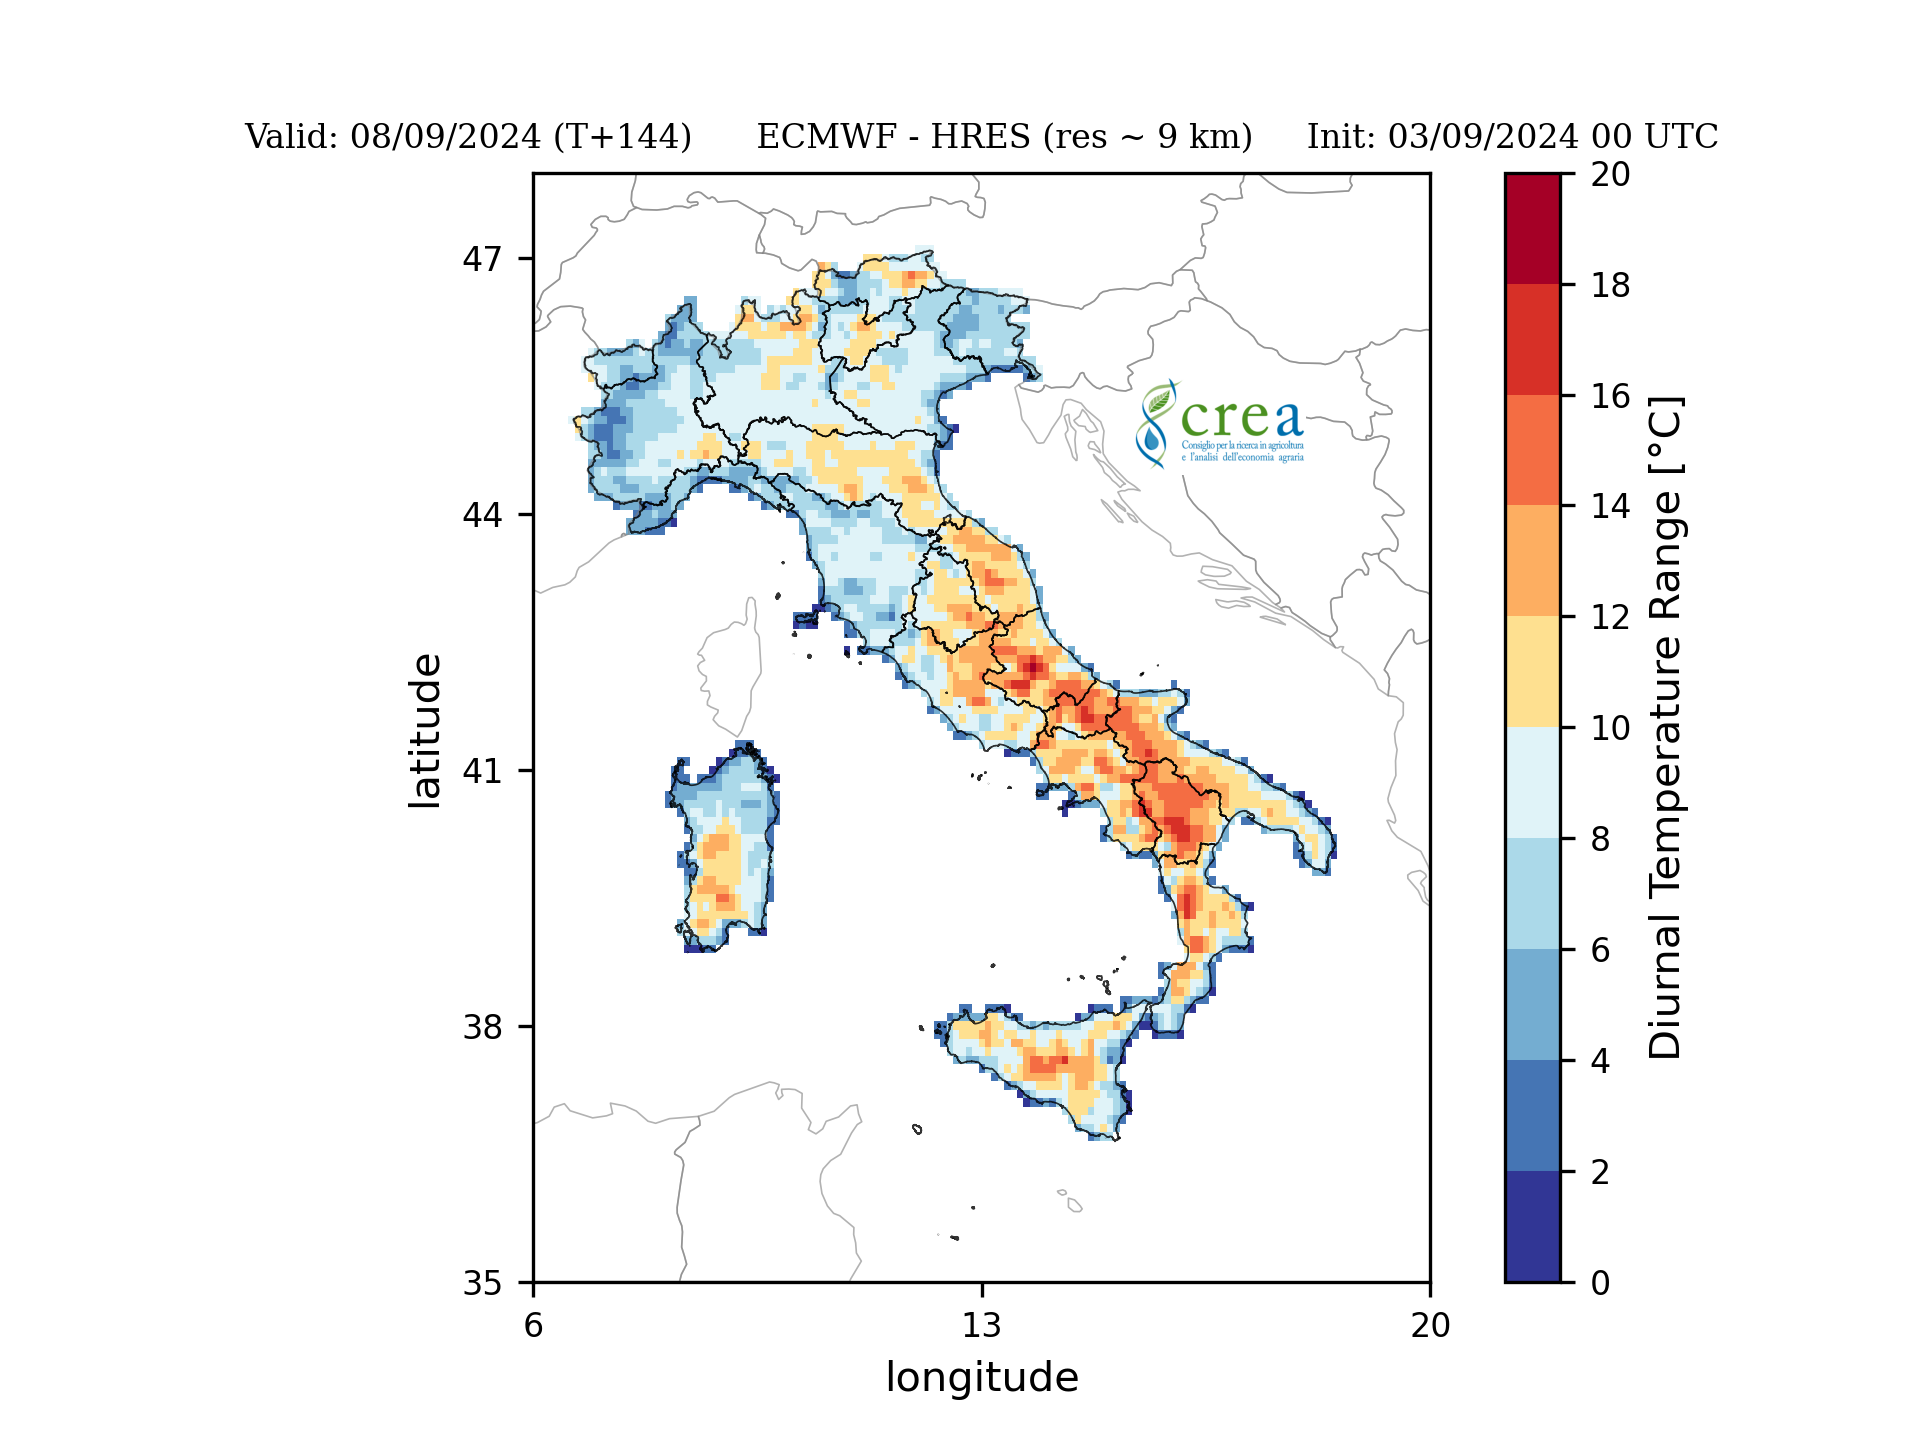 Valid: 08/09/2024 (T+144) ECMWF - HRES (res ~ 9 km) Init: 03/09/2024 00 UTC
47
44
41
38
35
latitude
6 13 20
longitude
crea
Consiglio per la ricerca in agricoltura
e l'analisi dell'economia agraria
20
18
16
14
12
10
8
6
4
2
0
Diurnal Temperature Range [°C]